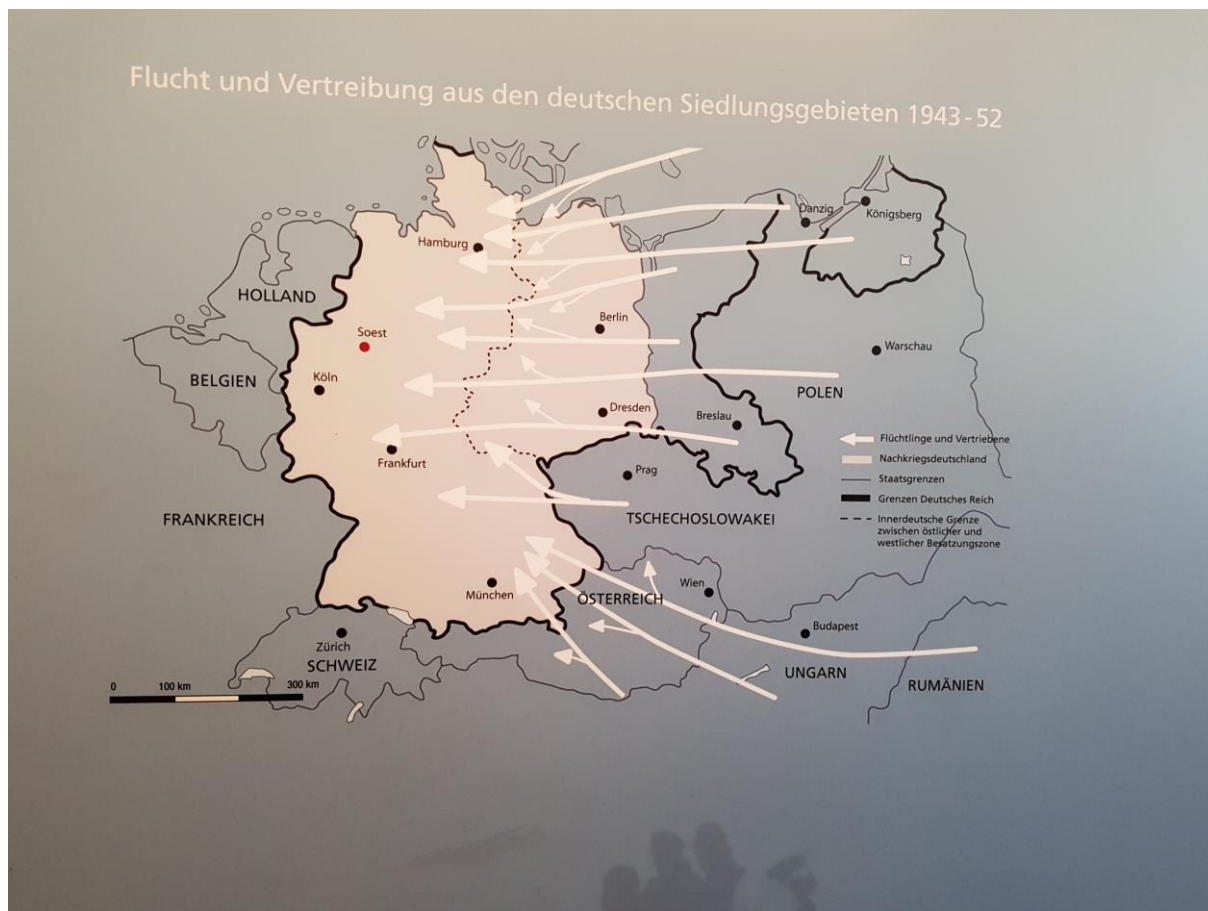 Flucht und Vertreibung aus den deutschen Siedlungsgebieten 1943-52
Danzig
Königsberg
Hamburg
HOLLAND
Berlin
Soest
Warschau
BELGIEN
Köln
POLEN
Dresden
Breslau
Frankfurt
Prag
FRANKREICH
TSCHECHOSLOWAKEI
Wien
München
ÖSTERREICH
Budapest
Zürich
SCHWEIZ
UNGARN
RUMÄNIEN
Flüchtlinge und Vertriebene
Nachkriegsdeutschland
Staatsgrenzen
Grenzen Deutsches Reich
Innerdeutsche Grenze
zwischen östlicher und
westlicher Besatzungszone
0 100 km 300 km